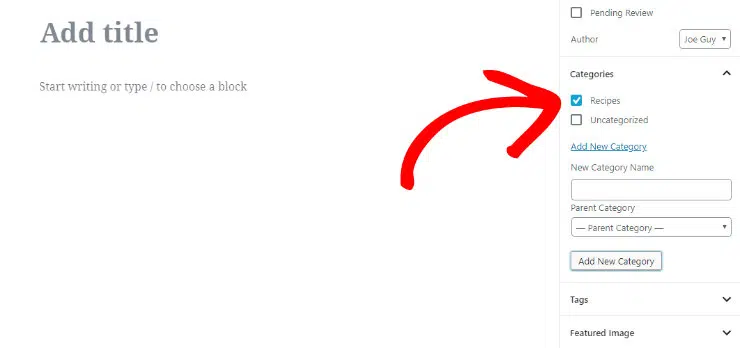 Add title
Start writing or type / to choose a block
Pending Review
Author
Joe Guy
Categories
Recipes
Uncategorized
Add New Category
New Category Name
Parent Category
— Parent Category —
Add New Category
Tags
Featured Image